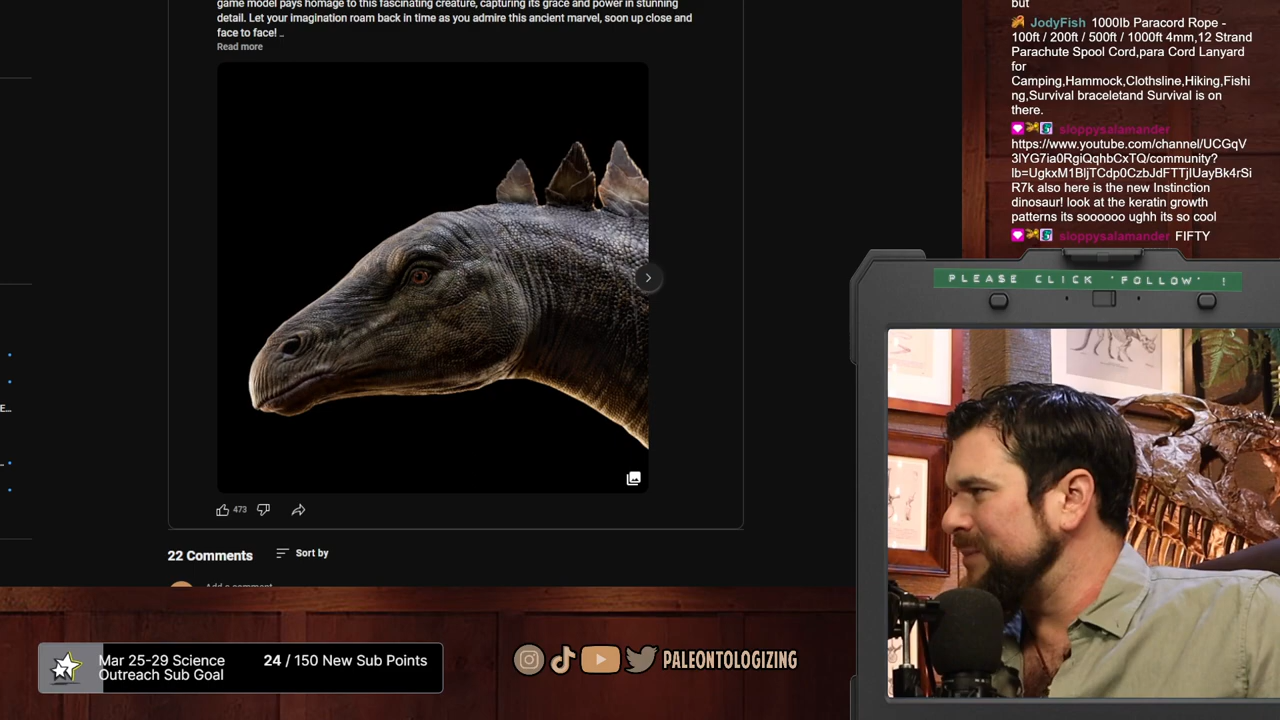 game model pays homage to this fascinating creature, capturing its grace and power in stunning
detail. Let your imagination roam back in time as you admire this ancient marvel, soon up close and
face to face! ..
Read more
473
22 Comments
Sort by
Add a comment...
E...
but
JodyFish 1000lb Paracord Rope -
100ft / 200ft / 500ft / 1000ft 4mm,12 Strand
Parachute Spool Cord,para Cord Lanyard
for
Camping,Hammock,Clothsline,Hiking,Fishi
ng,Survival braceletand Survival is on
there.
sloppysalamander
https://www.youtube.com/channel/UCGqV
3lYG7ia0RgiQqhbCxTQ/community?
lb=UgkxM1BljTCdp0CzbJdFTTjIUayBk4rSi
R7k also here is the new Instinction
dinosaur! look at the keratin growth
patterns its soooooo ughh its so cool
sloppysalamander FIFTY
PLEASE CLICK 'FOLLOW' !
Mar 25-29 Science
Outreach Sub Goal
24 / 150 New Sub Points
PALEONTOLOGIZING